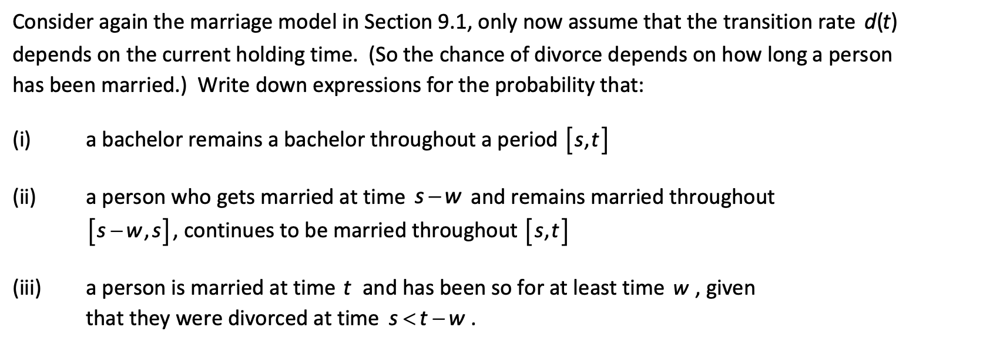 Consider again the marriage model in Section 9.1, only now assume that the transition rate d(t)
depends on the current holding time. (So the chance of divorce depends on how long a person
has been married.) Write down expressions for the probability that:
(i) a bachelor remains a bachelor throughout a period [s,t]
(ii) a person who gets married at time s−w and remains married throughout
[s−w,s], continues to be married throughout [s,t]
(iii) a person is married at time t and has been so for at least time w , given
that they were divorced at time s<t−w .